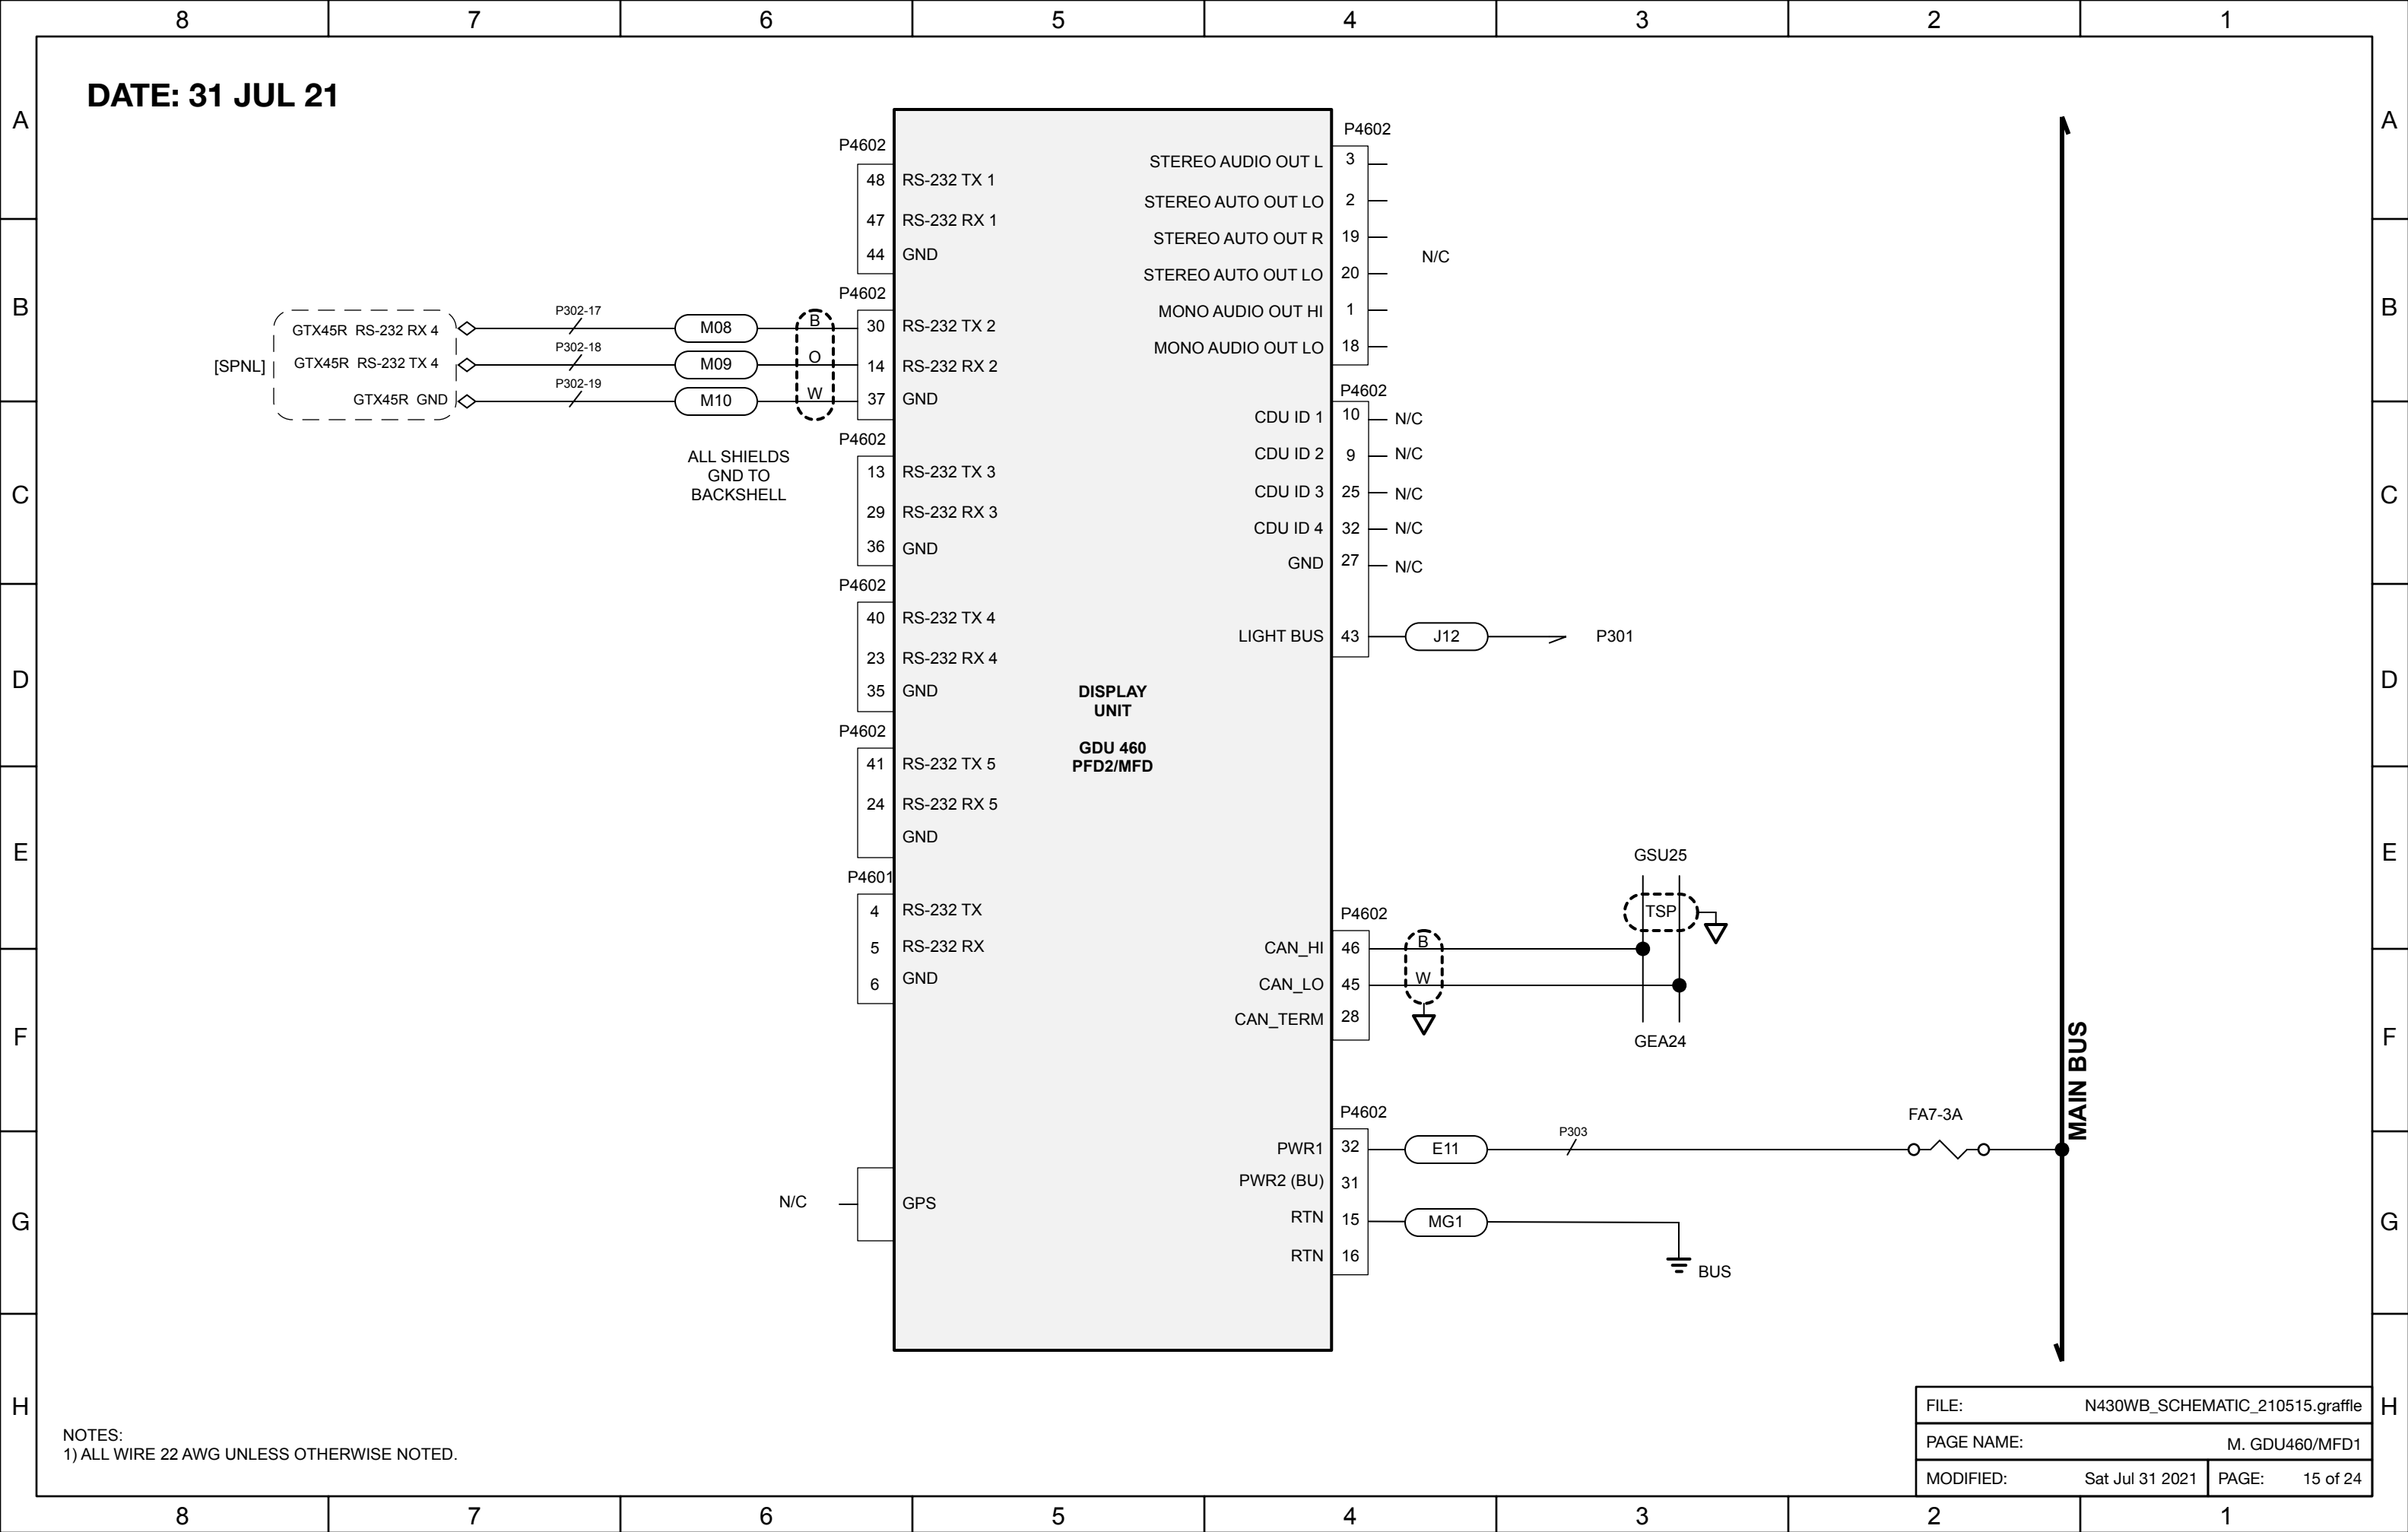 8 7 6 5 4 3 2 1
A
B
C
D
E
F
G
H
DATE: 31 JUL 21
P4602
48 RS-232 TX 1
47 RS-232 RX 1
44 GND
P4602
30 RS-232 TX 2
14 RS-232 RX 2
37 GND
[SPNL]
GTX45R RS-232 RX 4 P302-17 M08 B
GTX45R RS-232 TX 4 P302-18 M09 O
GTX45R GND P302-19 M10 W
ALL SHIELDS
GND TO
BACKSHELL
P4602
13 RS-232 TX 3
29 RS-232 RX 3
36 GND
P4602
40 RS-232 TX 4
23 RS-232 RX 4
35 GND
P4602
41 RS-232 TX 5
24 RS-232 RX 5
GND
P4601
4 RS-232 TX
5 RS-232 RX
6 GND
N/C GPS
DISPLAY
UNIT
GDU 460
PFD2/MFD
P4602
STEREO AUDIO OUT L 3
STEREO AUTO OUT LO 2
STEREO AUTO OUT R 19
N/C
STEREO AUTO OUT LO 20
MONO AUDIO OUT HI 1
MONO AUDIO OUT LO 18
P4602
CDU ID 1 10 N/C
CDU ID 2 9 N/C
CDU ID 3 25 N/C
CDU ID 4 32 N/C
GND 27 N/C
LIGHT BUS 43 J12 P301
GSU25
TSP
P4602
CAN_HI 46 B
CAN_LO 45 W
CAN_TERM 28
GEA24
P4602
PWR1 32 E11 P303 FA7-3A
PWR2 (BU) 31
RTN 15 MG1
RTN 16
BUS
MAIN BUS
NOTES:
1) ALL WIRE 22 AWG UNLESS OTHERWISE NOTED.
FILE: N430WB_SCHEMATIC_210515.graffle
PAGE NAME: M. GDU460/MFD1
MODIFIED: Sat Jul 31 2021 PAGE: 15 of 24
A
B
C
D
E
F
G
H
8 7 6 5 4 3 2 1